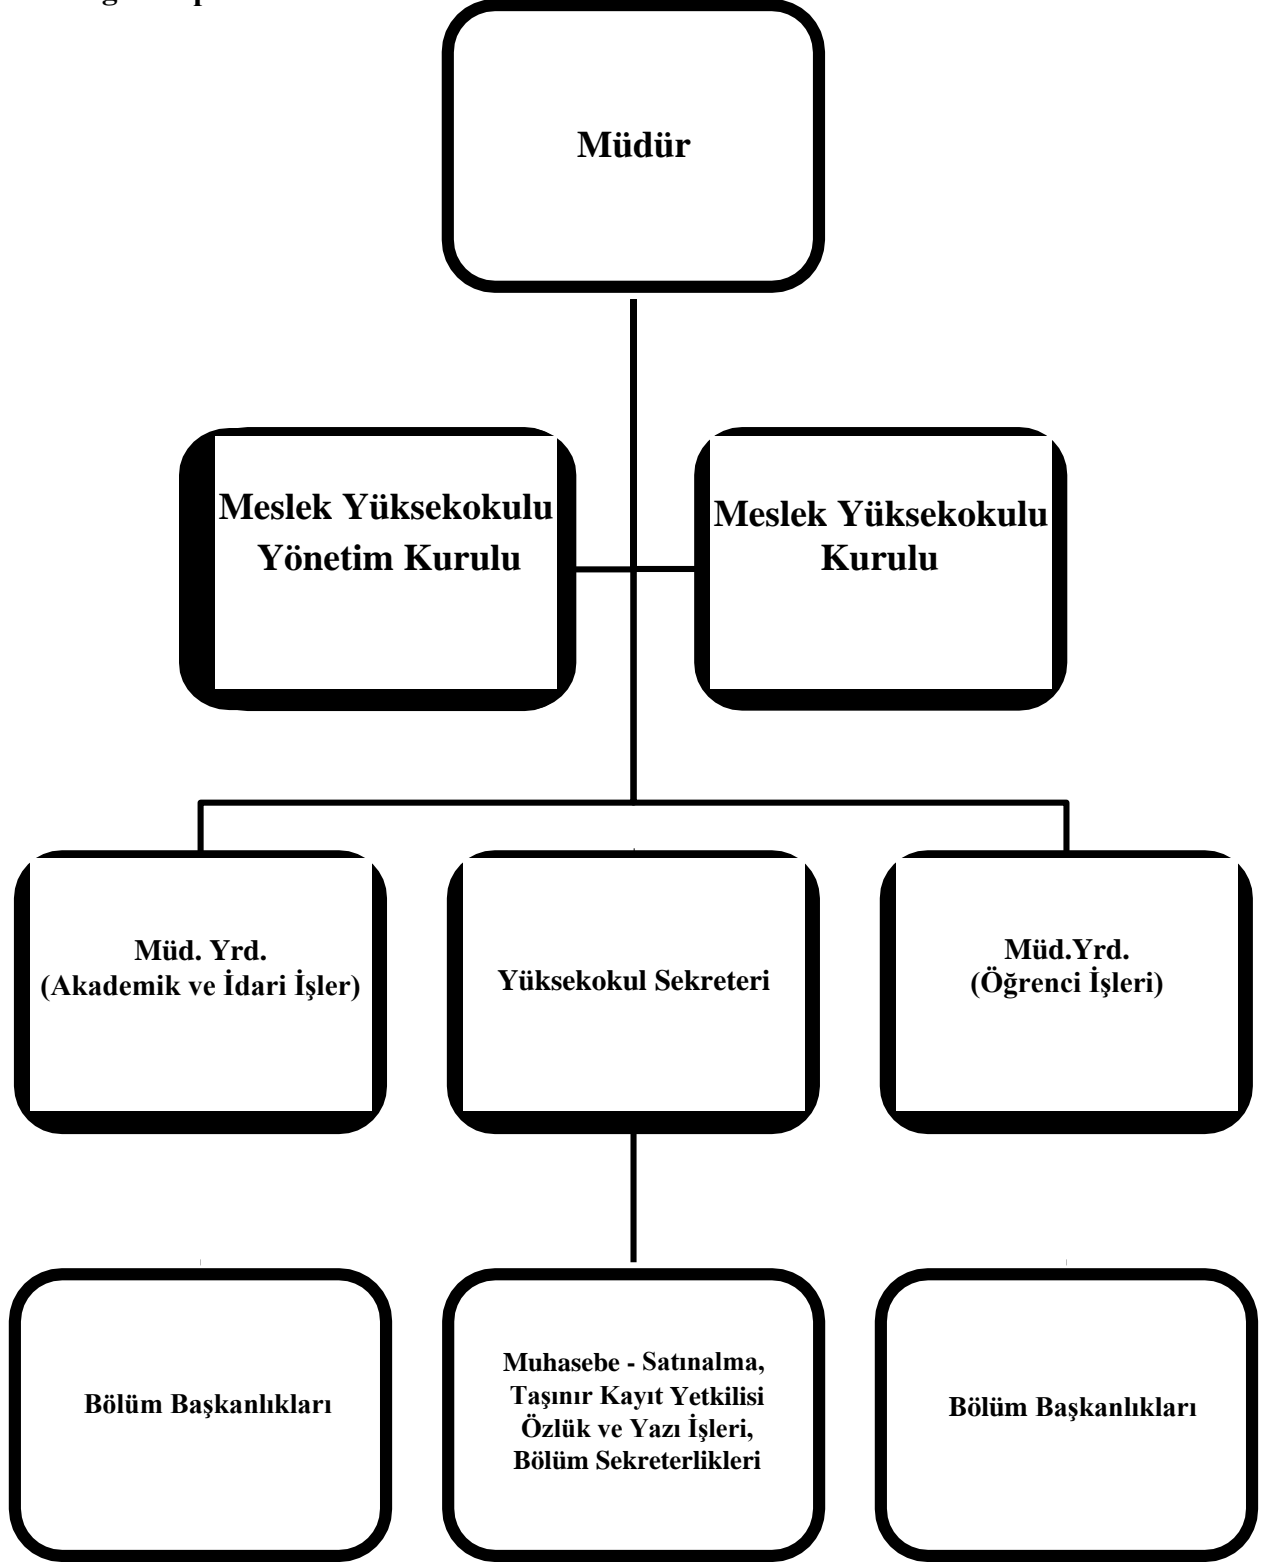 Müdür
Meslek Yüksekokulu
Yönetim Kurulu
Meslek Yüksekokulu
Kurulu
Müd. Yrd.
(Akademik ve İdari İşler)
Yüksekokul Sekreteri
Müd.Yrd.
(Öğrenci İşleri)
Bölüm Başkanlıkları
Muhasebe - Satınalma,
Taşınır Kayıt Yetkilisi
Özlük ve Yazı İşleri,
Bölüm Sekreterlikleri
Bölüm Başkanlıkları